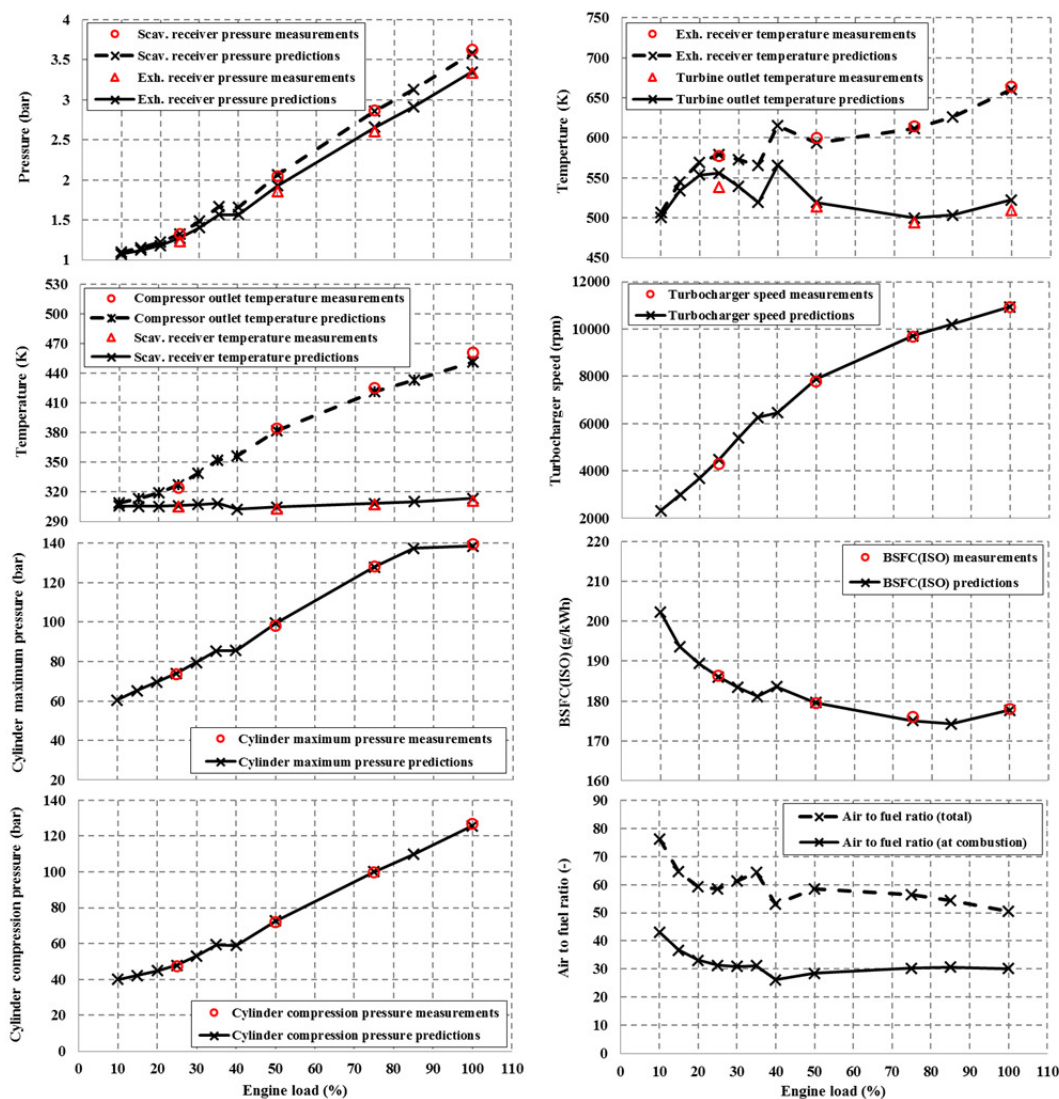 Pressure (bar)
4
3.5
3
2.5
2
1.5
1
Scav. receiver pressure measurements
Scav. receiver pressure predictions
Exh. receiver pressure measurements
Exh. receiver pressure predictions
Temperture (K)
750
700
650
600
550
500
450
Exh. receiver temperature measurements
Exh. receiver temperature predictions
Turbine outlet temperature measurements
Turbine outlet temperature predictions
Temperature (K)
530
500
470
440
410
380
350
320
290
Compressor outlet temperature measurements
Compressor outlet temperature predictions
Scav. receiver temperature measurements
Scav. receiver temperature predictions
Turbocharger speed (rpm)
12000
10000
8000
6000
4000
2000
Turbocharger speed measurements
Turbocharger speed predictions
Cylinder maximum pressure (bar)
140
120
100
80
60
40
20
Cylinder maximum pressure measurements
Cylinder maximum pressure predictions
BSFC(ISO) (g/kWh)
220
210
200
190
180
170
160
BSFC(ISO) measurements
BSFC(ISO) predictions
Cylinder compression pressure (bar)
140
120
100
80
60
40
20
0
Cylinder compression pressure measurements
Cylinder compression pressure predictions
0 10 20 30 40 50 60 70 80 90 100 110
Engine load (%)
Air to fuel ratio (-)
90
80
70
60
50
40
30
20
10
0
Air to fuel ratio (total)
Air to fuel ratio (at combustion)
0 10 20 30 40 50 60 70 80 90 100 110
Engine load (%)